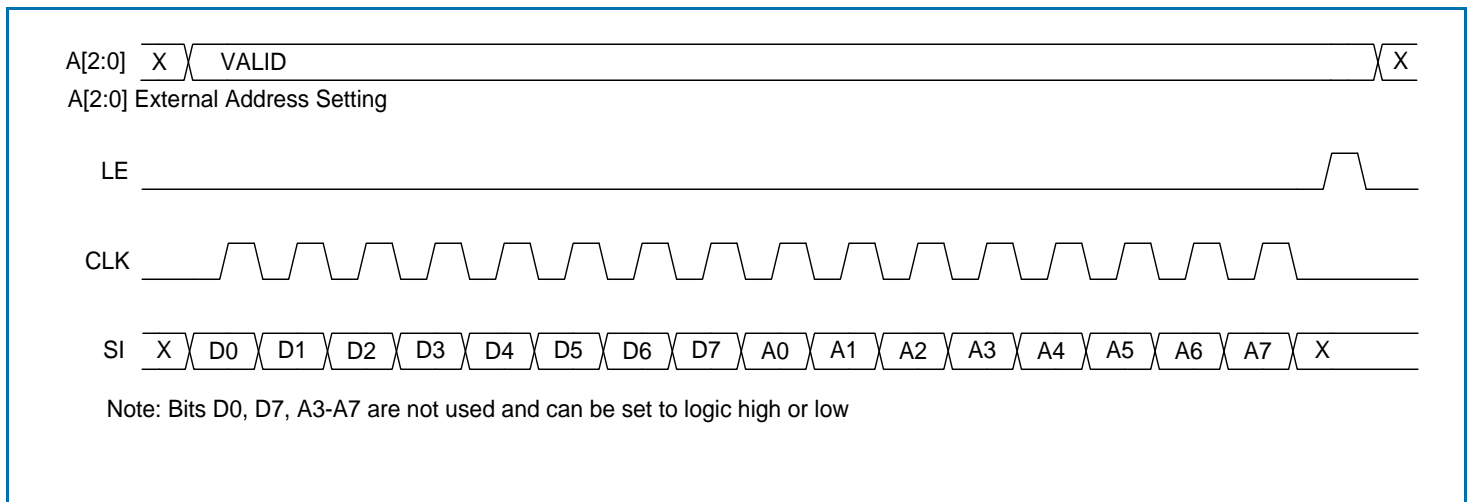 A[2:0] X VALID X
A[2:0] External Address Setting
LE
CLK
SI X D0 D1 D2 D3 D4 D5 D6 D7 A0 A1 A2 A3 A4 A5 A6 A7 X
Note: Bits D0, D7, A3-A7 are not used and can be set to logic high or low